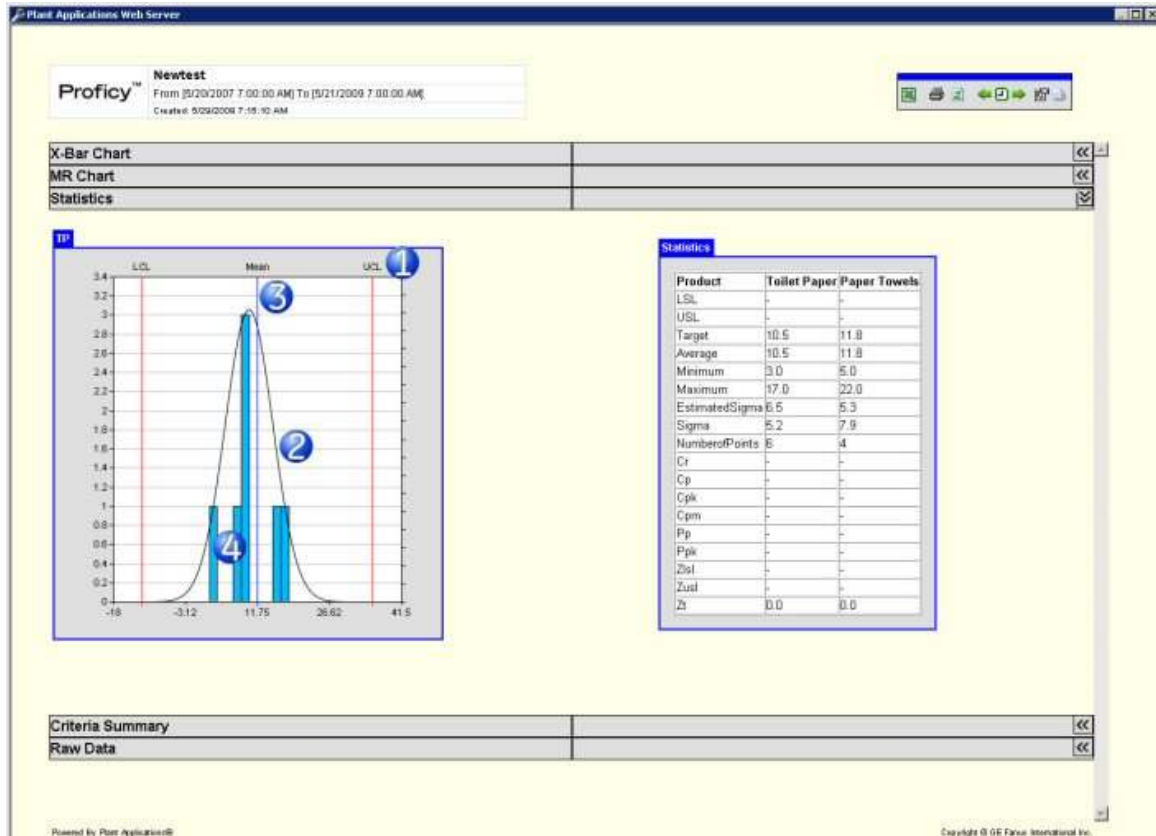 Plant Applications Web Server
Proficy™
Newtest
From [5/20/2007 7:00:00 AM] To [5/21/2009 7:00:00 AM]
Created: 5/29/2009 7:15:10 AM
X-Bar Chart
MR Chart
Statistics
TP
LCL Mean UCL 1
3.4
3.2
3
3
2.8
2.6
2.4
2.2
2
1.8
2
1.6
1.4
1.2
1
0.8
0.6
4
0.4
0.2
0
-18 -3.12 11.75 26.62 41.5
Statistics
Product Toilet Paper Paper Towels
LSL - -
USL - -
Target 10.5 11.8
Average 10.5 11.8
Minimum 3.0 5.0
Maximum 17.0 22.0
EstimatedSigma 6.5 5.3
Sigma 5.2 7.9
NumberofPoints 6 4
Cr - -
Cp - -
Cpk - -
Cpm - -
Pp - -
Ppk - -
Zlsl - -
Zusl - -
Zt 0.0 0.0
Criteria Summary
Raw Data
Powered By Plant Applications®
Copyright © GE Fanuc International Inc.